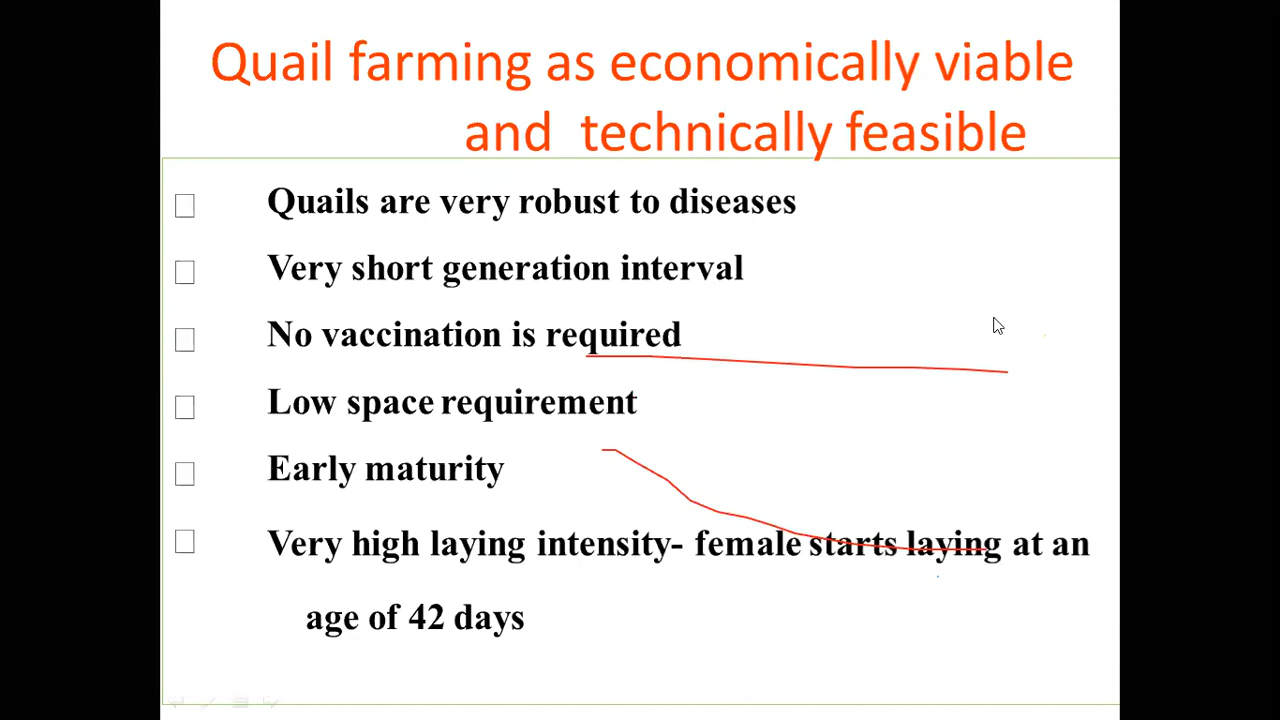 Quail farming as economically viable
and technically feasible
Quails are very robust to diseases
Very short generation interval
No vaccination is required
Low space requirement
Early maturity
Very high laying intensity- female starts laying at an
age of 42 days